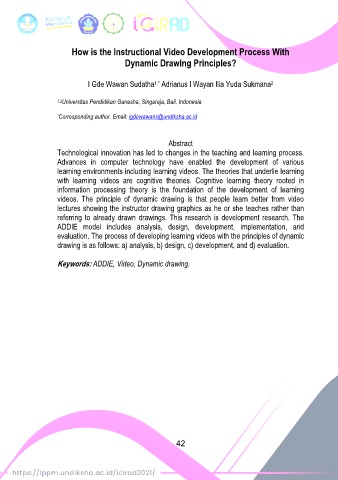 Kampus
Merdeka
ICIRAD
How is the Instructional Video Development Process With
Dynamic Drawing Principles?
I Gde Wawan Sudatha1,* Adrianus I Wayan Ilia Yuda Sukmana2
1,2Universitas Pendidikan Ganesha, Singaraja, Bali, Indonesia
*Corresponding author. Email: igdewawans@undiksha.ac.id
Abstract
Technological innovation has led to changes in the teaching and learning process.
Advances in computer technology have enabled the development of various
learning environments including learning videos. The theories that underlie learning
with learning videos are cognitive theories. Cognitive learning theory rooted in
information processing theory is the foundation of the development of learning
videos. The principle of dynamic drawing is that people learn better from video
lectures showing the instructor drawing graphics as he or she teaches rather than
referring to already drawn drawings. This research is development research. The
ADDIE model includes analysis, design, development, implementation, and
evaluation. The process of developing learning videos with the principles of dynamic
drawing is as follows: a) analysis, b) design, c) development, and d) evaluation.
Keywords: ADDIE, Video, Dynamic drawing.
42
https://lppm.undiksha.ac.id/icirad2021/